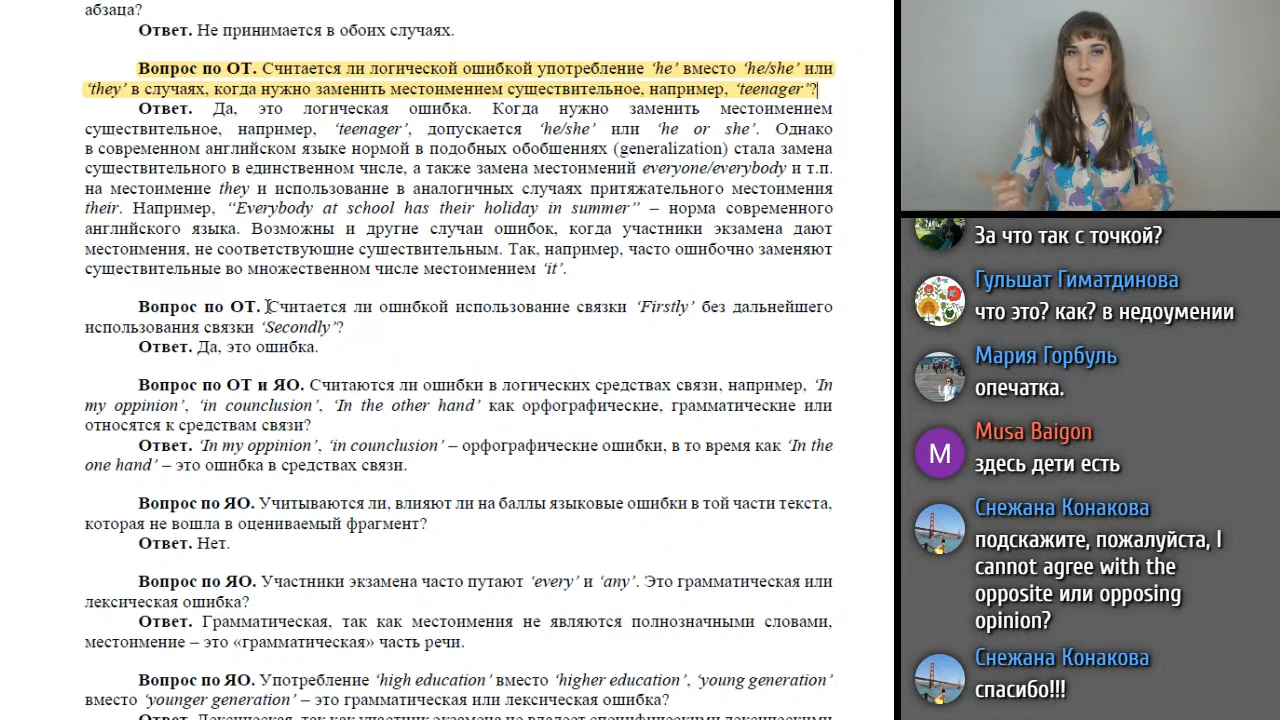 абзаца?
Ответ. Не принимается в обоих случаях.
Вопрос по ОТ. Считается ли логической ошибкой употребление ‘he’ вместо ‘he/she’ или
‘they’ в случаях, когда нужно заменить местоимением существительное, например, ‘teenager’?
Ответ. Да, это логическая ошибка. Когда нужно заменить местоимением
существительное, например, ‘teenager’, допускается ‘he/she’ или ‘he or she’. Однако
в современном английском языке нормой в подобных обобщениях (generalization) стала замена
существительного в единственном числе, а также замена местоимений everyone/everybody и т.п.
на местоимение they и использование в аналогичных случаях притяжательного местоимения
their. Например, “Everybody at school has their holiday in summer” – норма современного
английского языка. Возможны и другие случаи ошибок, когда участники экзамена дают
местоимения, не соответствующие существительным. Так, например, часто ошибочно заменяют
существительные во множественном числе местоимением ‘it’.
Вопрос по ОТ. Считается ли ошибкой использование связки ‘Firstly’ без дальнейшего
использования связки ‘Secondly’?
Ответ. Да, это ошибка.
Вопрос по ОТ и ЯО. Считаются ли ошибки в логических средствах связи, например, ‘In
my oppinion’, ‘in counclusion’, ‘In the other hand’ как орфографические, грамматические или
относятся к средствам связи?
Ответ. ‘In my oppinion’, ‘in counclusion’ – орфографические ошибки, в то время как ‘In the
one hand’ – это ошибка в средствах связи.
Вопрос по ЯО. Учитываются ли, влияют ли на баллы языковые ошибки в той части текста,
которая не вошла в оцениваемый фрагмент?
Ответ. Нет.
Вопрос по ЯО. Участники экзамена часто путают ‘every’ и ‘any’. Это грамматическая или
лексическая ошибка?
Ответ. Грамматическая, так как местоимения не являются полнозначными словами,
местоимение – это «грамматическая» часть речи.
Вопрос по ЯО. Употребление ‘high education’ вместо ‘higher education’, ‘young generation’
вместо ‘younger generation’ – это грамматическая или лексическая ошибка?
Ответ. Лексическая, так как участник экзамена не владеет специфическими лексическими
За что так с точкой?
Гульшат Гиматдинова
что это? как? в недоумении
Мария Горбуль
опечатка.
M
Musa Baigon
здесь дети есть
Снежана Конакова
подскажите, пожалуйста, I
cannot agree with the
opposite или opposing
opinion?
Снежана Конакова
спасибо!!!